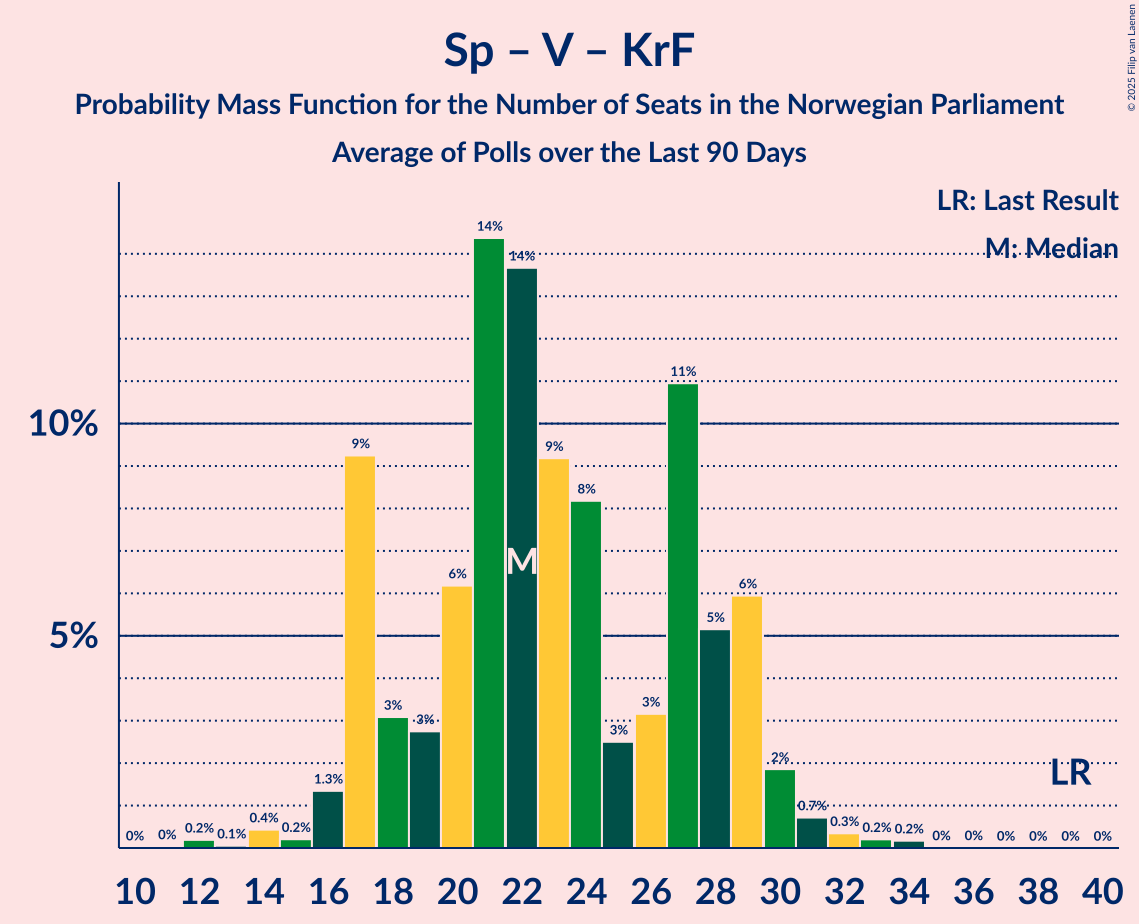 Sp – V – KrF
Probability Mass Function for the Number of Seats in the Norwegian Parliament
Average of Polls over the Last 90 Days
© 2025 Filip van Laenen
LR: Last Result
M: Median
10%
5%
0% 0% 0.2% 0.1% 0.4% 0.2% 1.3% 9% 3% 3% 6% 14% 14% 9% 8% 3% 3% 11% 5% 6% 2% 0.7% 0.3% 0.2% 0.2% 0% 0% 0% 0% 0% 0%
M
LR
10 12 14 16 18 20 22 24 26 28 30 32 34 36 38 40